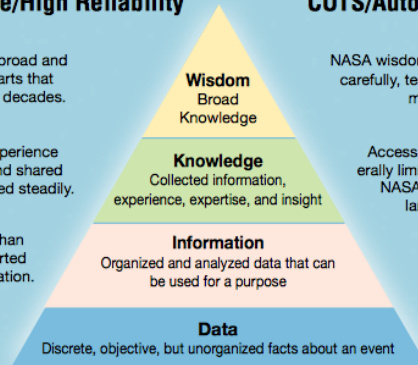 e/High Reliability
broad and
arts that
decades.
perience
nd shared
ed steadily.
han
rted
ation.
Wisdom
Broad
Knowledge
Knowledge
Collected information,
experience, expertise, and insight
Information
Organized and analyzed data that can
be used for a purpose
Data
Discrete, objective, but unorganized facts about an event
COTS/Auto
NASA wisdo
carefully, te
m
Access
erally lim
NASA
la